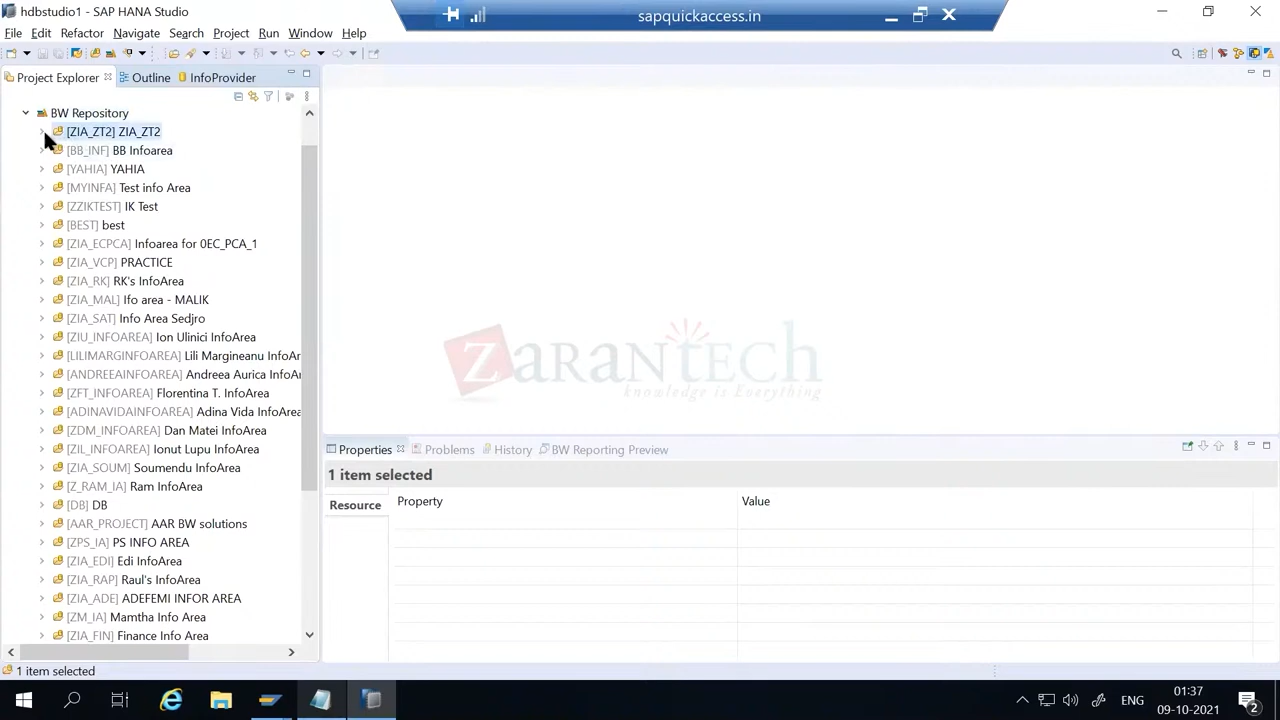 hdbstudio1 - SAP HANA Studio
sapquickaccess.in
File Edit Refactor Navigate Search Project Run Window Help
Project Explorer Outline InfoProvider
BW Repository
[ZIA_ZT2] ZIA_ZT2
[BB_INF] BB Infoarea
[YAHIA] YAHIA
[MYINFA] Test info Area
[ZZIKTEST] IK Test
[BEST] best
[ZIA_ECPCA] Infoarea for 0EC_PCA_1
[ZIA_VCP] PRACTICE
[ZIA_RK] RK's InfoArea
[ZIA_MAL] Ifo area - MALIK
[ZIA_SAT] Info Area Sedjro
[ZIU_INFOAREA] Ion Ulinici InfoArea
[LILIMARGINFOAREA] Lili Margineanu InfoAr
[ANDREEAINFOAREA] Andreea Aurica InfoAr
[ZFT_INFOAREA] Florentina T. InfoArea
[ADINAVIDAINFOAREA] Adina Vida InfoArea
[ZDM_INFOAREA] Dan Matei InfoArea
[ZIL_INFOAREA] Ionut Lupu InfoArea
[ZIA_SOUM] Soumendu InfoArea
[Z_RAM_IA] Ram InfoArea
[DB] DB
[AAR_PROJECT] AAR BW solutions
[ZPS_IA] PS INFO AREA
[ZIA_EDI] Edi InfoArea
[ZIA_RAP] Raul's InfoArea
[ZIA_ADE] ADEFEMI INFOR AREA
[ZM_IA] Mamtha Info Area
[ZIA_FIN] Finance Info Area
1 item selected
ZARANTECH
knowledge is Everything
Properties Problems History BW Reporting Preview
1 item selected
Resource
Property Value
ENG
01:37
09-10-2021
2